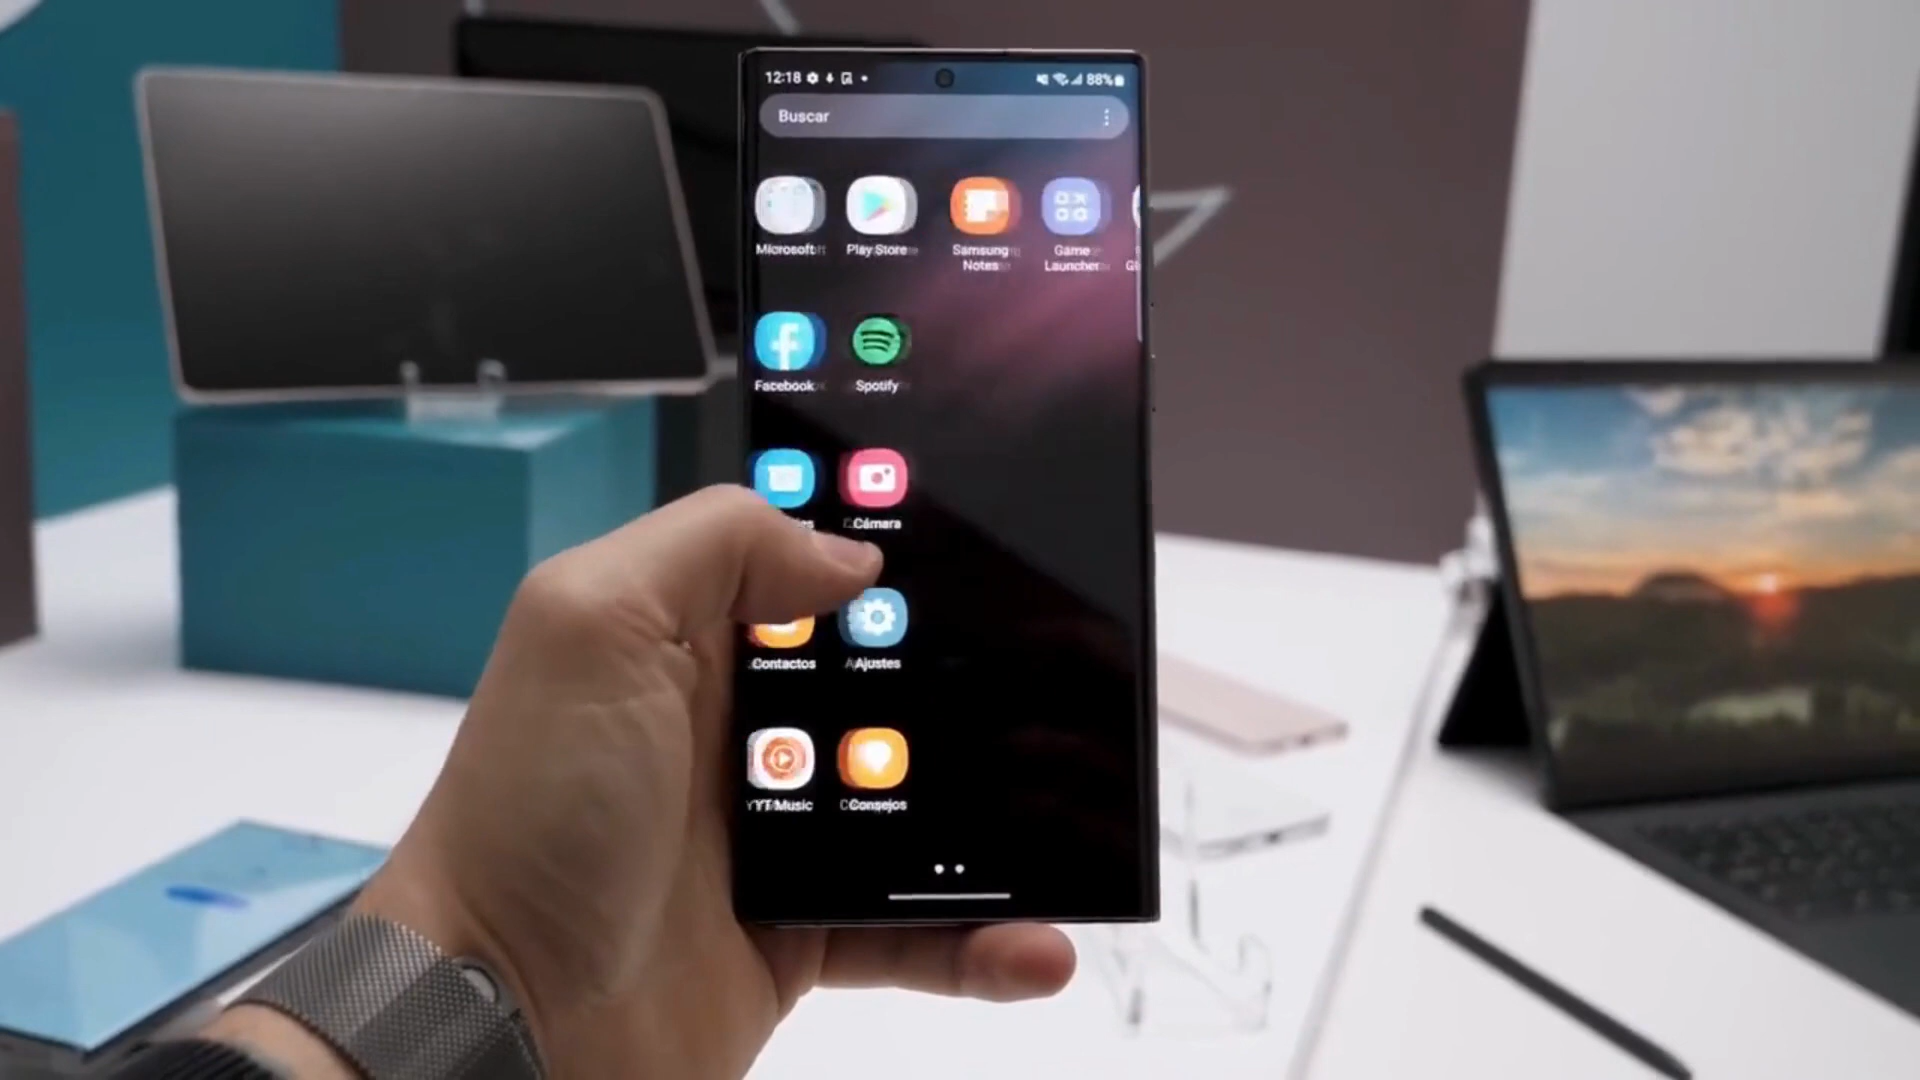 12:18
88%
Buscar
Microsoft
Play Store
Samsung
Notes
Game
Launcher
Facebook
Spotify
Cámara
Contactos
Ajustes
YT Music
Consejos